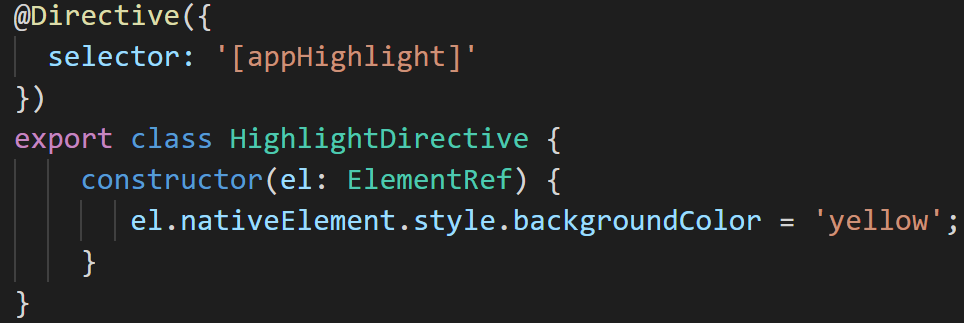 @Directive({
  selector: '[appHighlight]'
})
export class HighlightDirective {
    constructor(el: ElementRef) {
       el.nativeElement.style.backgroundColor = 'yellow';
    }
}